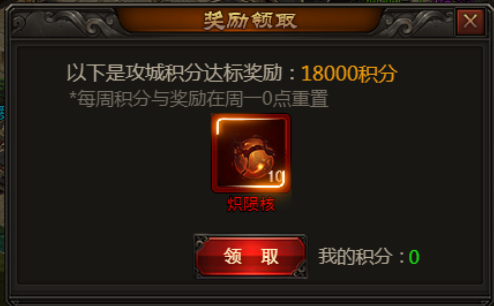 奖励领取
以下是攻城积分达标奖励：18000积分
*每周积分与奖励在周一0点重置
10
炽陨核
领 取
我的积分：0